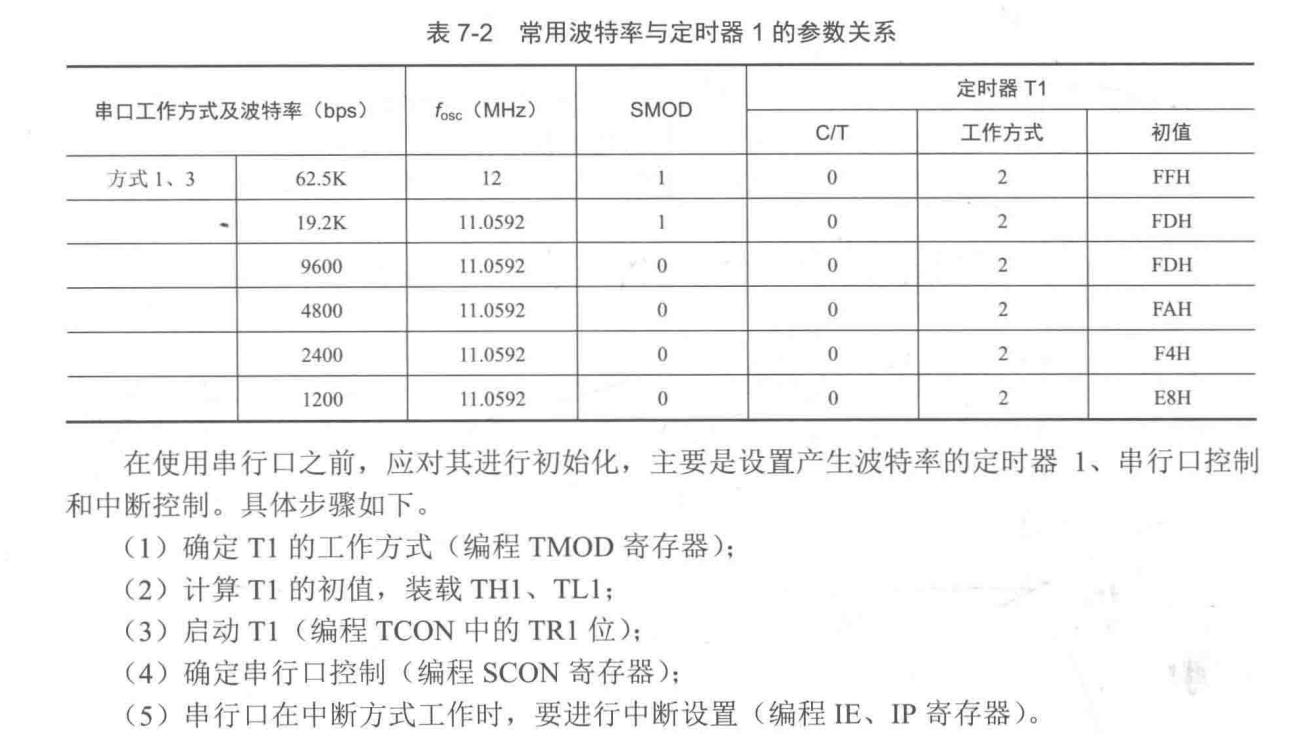 表 7-2 常用波特率与定时器 1 的参数关系
串口工作方式及波特率（bps） fosc（MHz） SMOD 定时器 T1
C/T 工作方式 初值
方式 1、3 62.5K 12 1 0 2 FFH
19.2K 11.0592 1 0 2 FDH
9600 11.0592 0 0 2 FDH
4800 11.0592 0 0 2 FAH
2400 11.0592 0 0 2 F4H
1200 11.0592 0 0 2 E8H
在使用串行口之前，应对其进行初始化，主要是设置产生波特率的定时器 1、串行口控制
和中断控制。具体步骤如下。
（1）确定 T1 的工作方式（编程 TMOD 寄存器）；
（2）计算 T1 的初值，装载 TH1、TL1；
（3）启动 T1（编程 TCON 中的 TR1 位）；
（4）确定串行口控制（编程 SCON 寄存器）；
（5）串行口在中断方式工作时，要进行中断设置（编程 IE、IP 寄存器）。